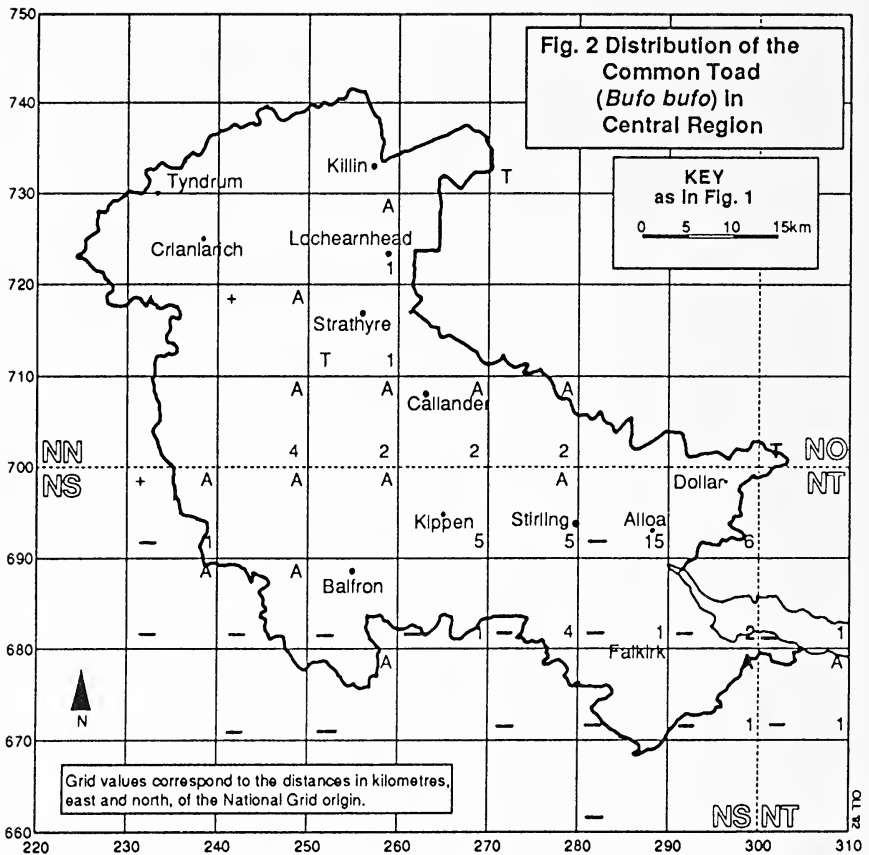 750
Fig. 2 Distribution of the
Common Toad
(Bufo bufo) in
Central Region
740
Killin
Tyndrum
T
KEY
as in Fig. 1
730
A
0 5 10 15km
Lochearnhead
Crianlarich
1
720
+ A
Strathyre
T 1
710
A A A A
Callander
4 2 2 2 T
NN NO
700
NS NT
+ A A A A Dollar
Kippen Stirling Alloa
1 5 5 — 15 6
—
690
A A
Balfron
— — — — 1 — 4 — 1 — 2 — 1
Falkirk
680
A A A
— — — — 1 — 1
— —
670
N
Grid values correspond to the distances in kilometres,
east and north, of the National Grid origin.
—
NS NT
OLL '92
660
220 230 240 250 260 270 280 290 300 310